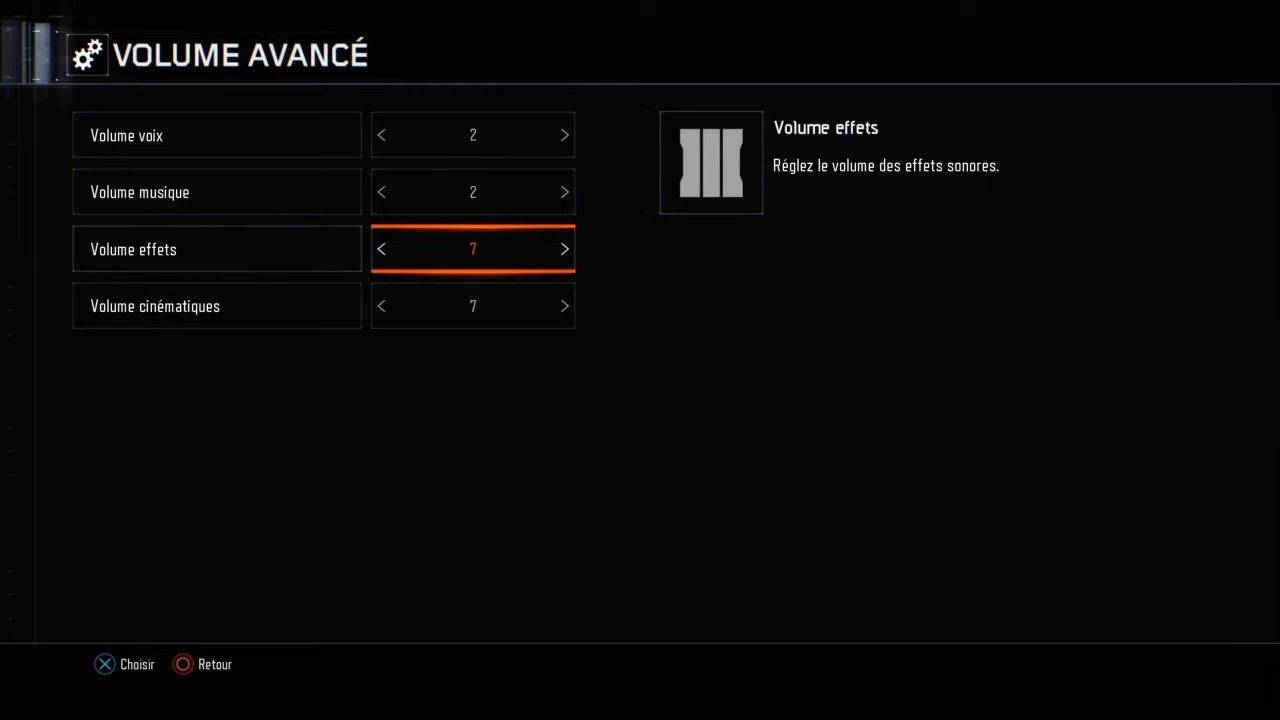 VOLUME AVANCÉ
Volume voix
2
Volume musique
2
Volume effets
7
Volume cinématiques
7
Volume effets
Réglez le volume des effets sonores.
Choisir
Retour